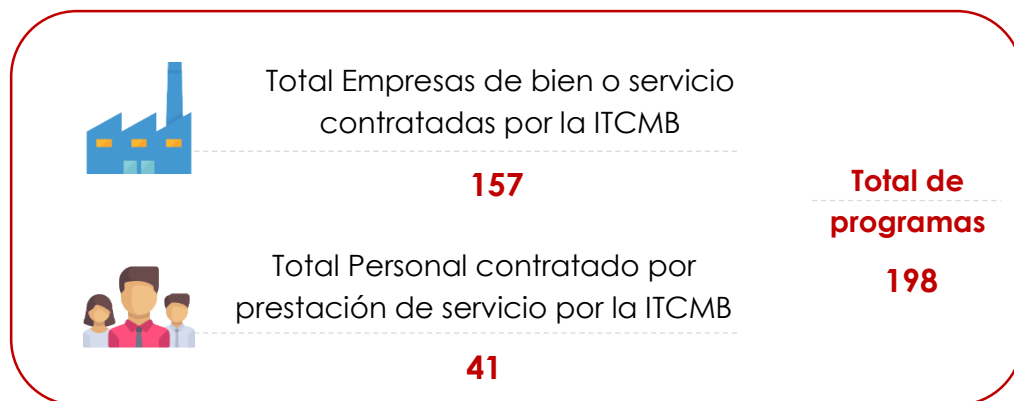 Total Empresas de bien o servicio
contratadas por la ITCMB
157
Total Personal contratado por
prestación de servicio por la ITCMB
41
Total de
programas
198